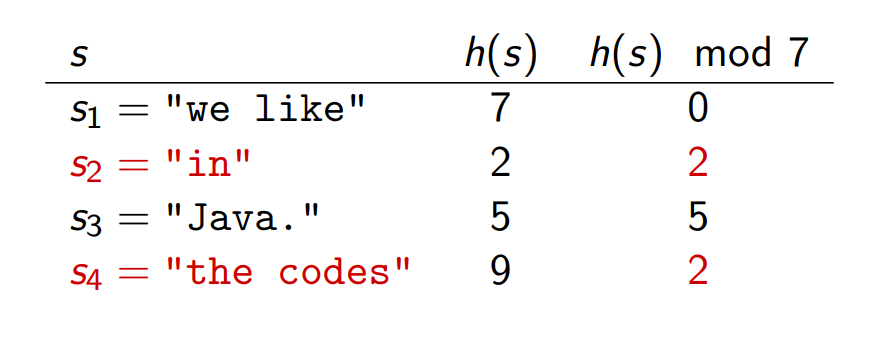 s h(s) h(s) mod 7
s₁ = "we like" 7 0
s₂ = "in" 2 2
s₃ = "Java." 5 5
s₄ = "the codes" 9 2